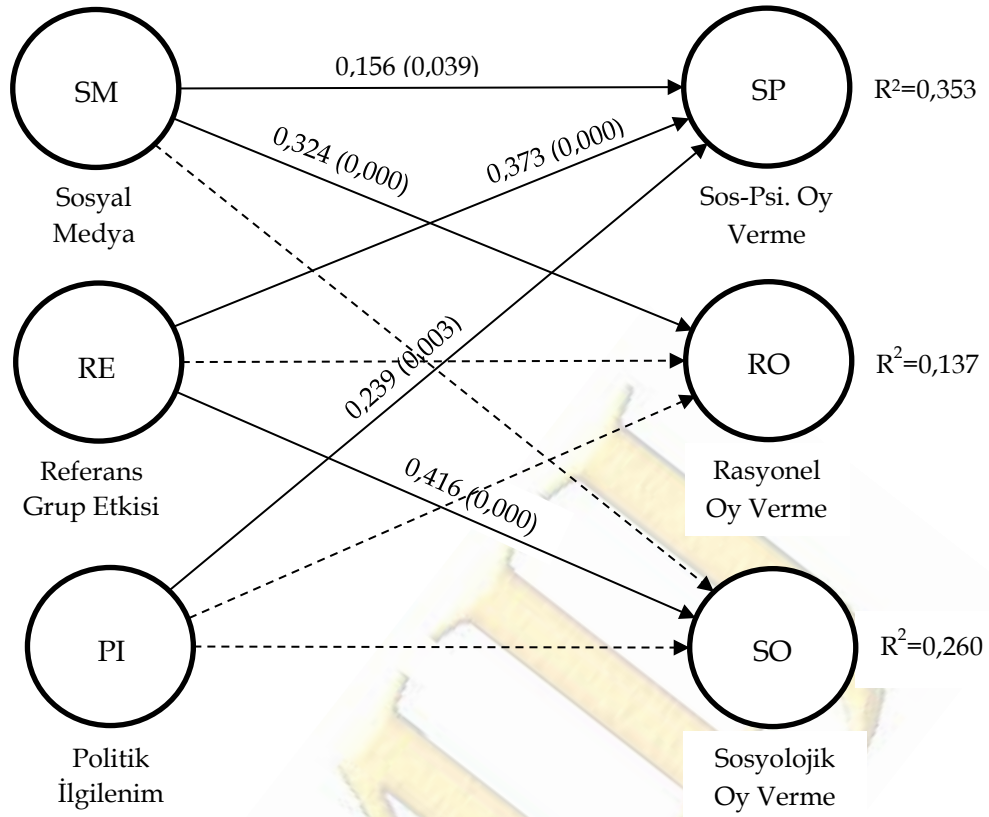 SM
0,156 (0,039)
SP
R²=0,353
0,324 (0,000)
0,373 (0,000)
Sosyal
Medya
Sos-Psi. Oy
Verme
RE
0,239 (0,003)
RO
R²=0,137
Referans
Grup Etkisi
0,416 (0,000)
Rasyonel
Oy Verme
PI
SO
R²=0,260
Politik
İlgilenim
Sosyolojik
Oy Verme